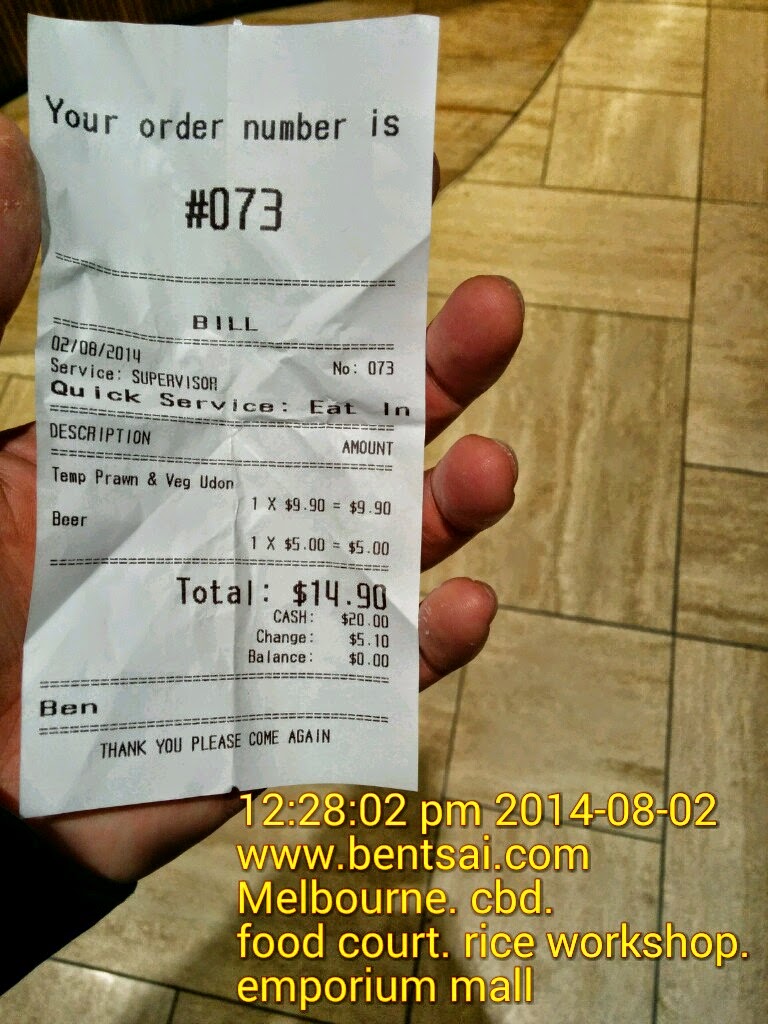 Your order number is
#073
BILL
02/08/2014
No: 073
Service: SUPERVISOR
Quick Service: Eat In
DESCRIPTION
AMOUNT
Temp Prawn & Veg Udon
1 X $9.90 = $9.90
Beer
1 X $5.00 = $5.00
Total: $14.90
CASH: $20.00
Change: $5.10
Balance: $0.00
Ben
THANK YOU PLEASE COME AGAIN
12:28:02 pm 2014-08-02
www.bentsai.com
Melbourne. cbd.
food court. rice workshop.
emporium mall